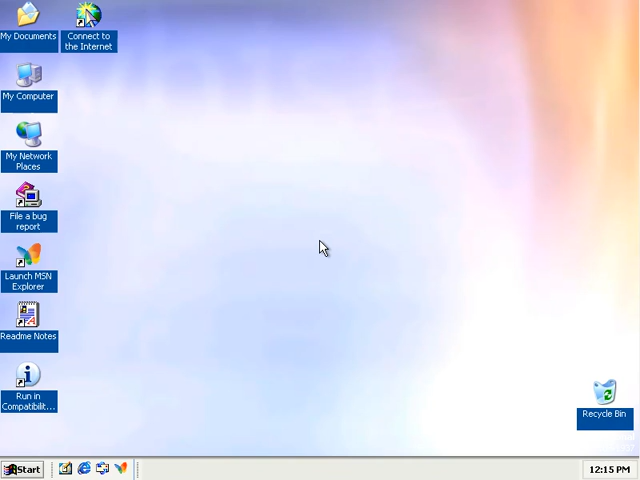 My Documents
Connect to
the Internet
My Computer
My Network
Places
File a bug
report
Launch MSN
Explorer
Readme Notes
Run in
Compatibilit...
Recycle Bin
Start
12:15 PM